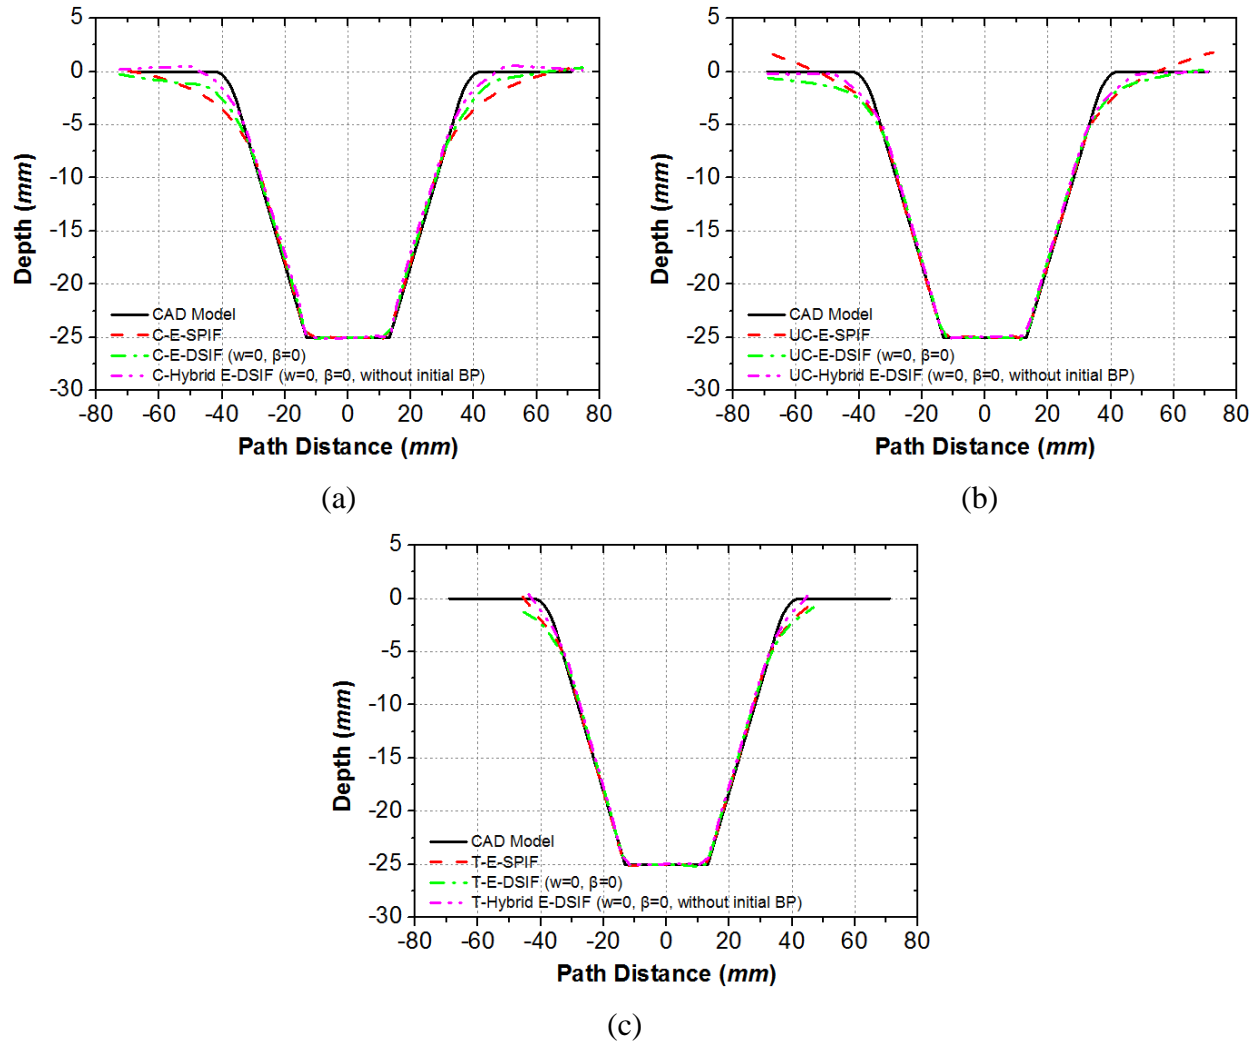 5
0
-5
-10
-15
-20
-25
-30
Depth (mm)
CAD Model
C-E-SPIF
C-E-DSIF (w=0, β=0)
C-Hybrid E-DSIF (w=0, β=0, without initial BP)
-80 -60 -40 -20 0 20 40 60 80
Path Distance (mm)
(a)
5
0
-5
-10
-15
-20
-25
-30
Depth (mm)
CAD Model
UC-E-SPIF
UC-E-DSIF (w=0, β=0)
UC-Hybrid E-DSIF (w=0, β=0, without initial BP)
-80 -60 -40 -20 0 20 40 60 80
Path Distance (mm)
(b)
5
0
-5
-10
-15
-20
-25
-30
Depth (mm)
CAD Model
T-E-SPIF
T-E-DSIF (w=0, β=0)
T-Hybrid E-DSIF (w=0, β=0, without initial BP)
-80 -60 -40 -20 0 20 40 60 80
Path Distance (mm)
(c)